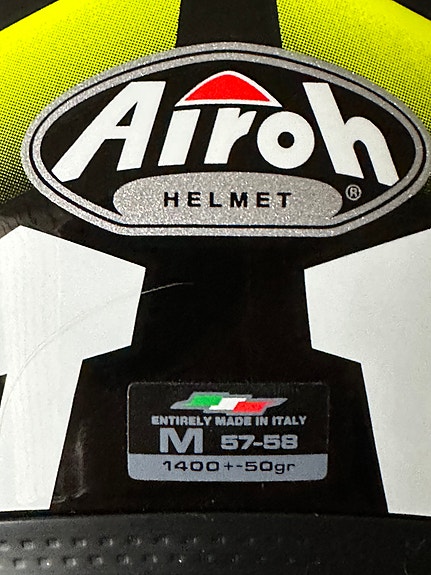 Airoh
HELMET ®
ENTIRELY MADE IN ITALY
M 57-58
1400+-50gr